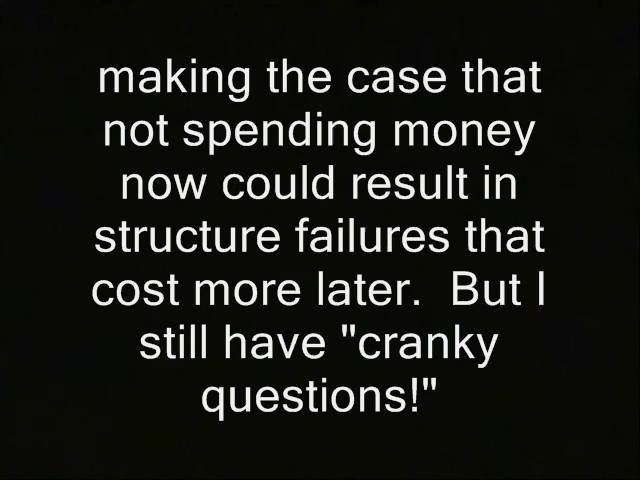 making the case that
not spending money
now could result in
structure failures that
cost more later.  But I
still have "cranky
questions!"